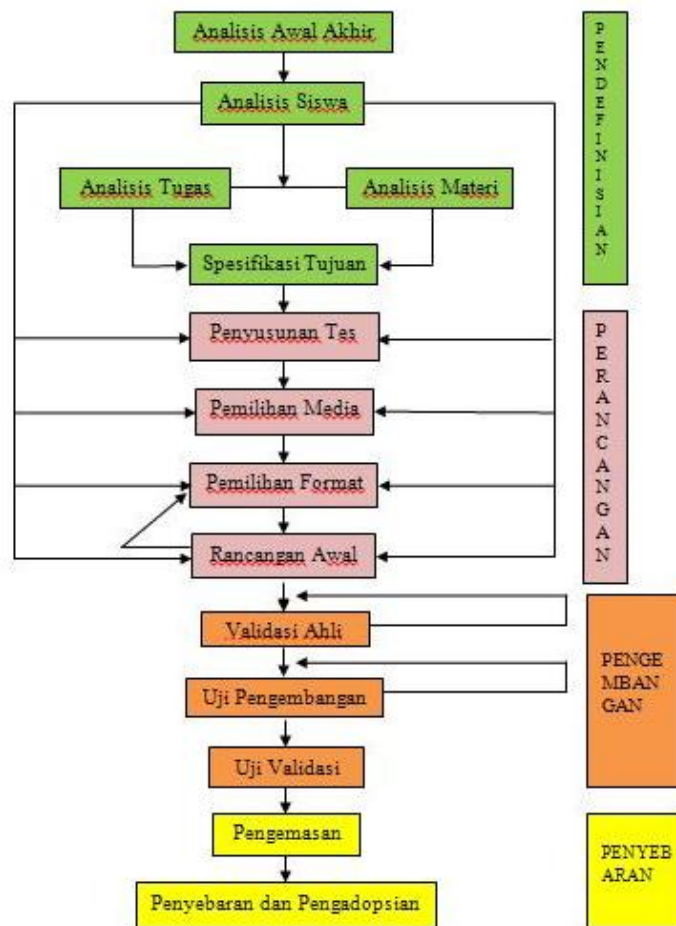 Analisis Awal Akhir
Analisis Siswa
Analisis Tugas
Analisis Materi
Spesifikasi Tujuan
P
E
N
D
E
F
I
N
I
S
I
A
N
Penyusunan Tes
Pemilihan Media
Pemilihan Format
Rancangan Awal
P
E
R
A
N
C
A
N
G
A
N
Validasi Ahli
Uji Pengembangan
Uji Validasi
PENGE
MBAN
GAN
Pengemasan
Penyebaran dan Pengadopsian
PENYEB
ARAN